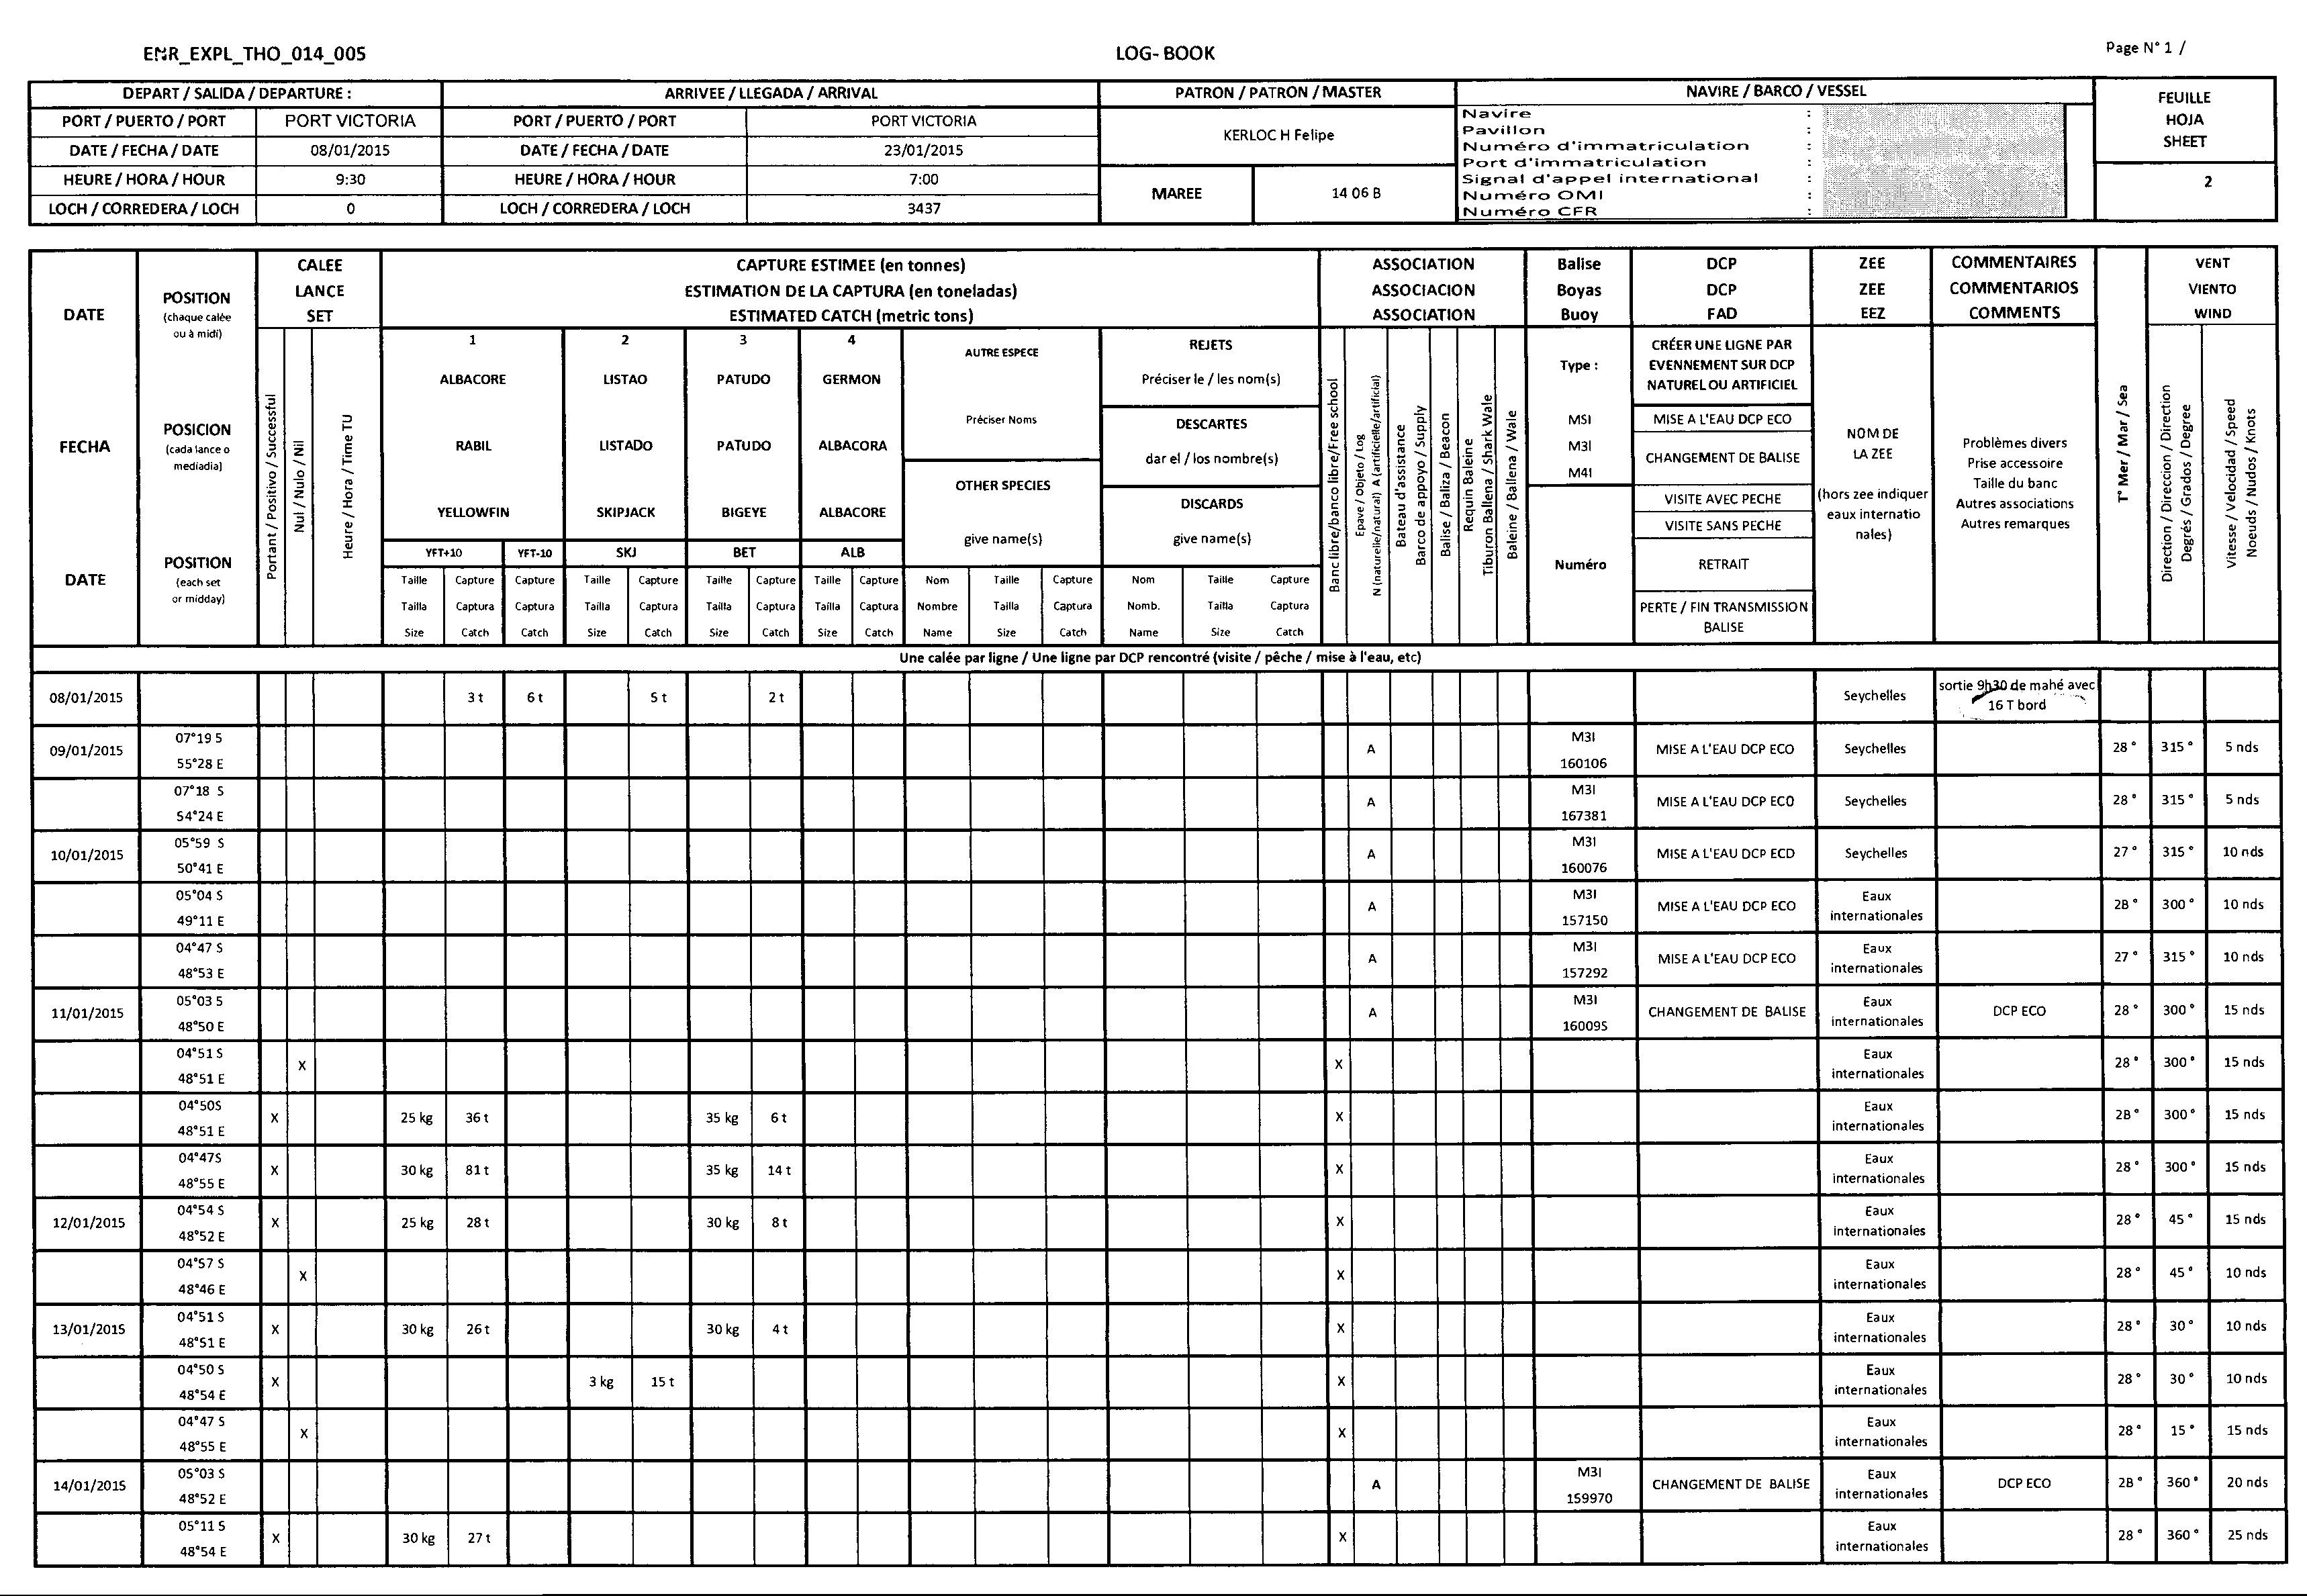 ENR_EXPL_THO_014_005
LOG- BOOK
Page N° 1 /
DEPART / SALIDA / DEPARTURE :
ARRIVEE / LLEGADA / ARRIVAL
PATRON / PATRON / MASTER
NAVIRE / BARCO / VESSEL
FEUILLE
HOJA
SHEET
2
PORT / PUERTO / PORT PORT VICTORIA PORT / PUERTO / PORT PORT VICTORIA
DATE / FECHA / DATE 08/01/2015 DATE / FECHA / DATE 23/01/2015
HEURE / HORA / HOUR 9:30 HEURE / HORA / HOUR 7:00
LOCH / CORREDERA / LOCH 0 LOCH / CORREDERA / LOCH 3437
KERLOC H Felipe
MAREE 14 06 B
Navire :
Pavillon :
Numéro d'immatriculation :
Port d'immatriculation :
Signal d'appel international :
Numéro OMI :
Numéro CFR :
DATE
FECHA
DATE
POSITION
(chaque calée
ou à midi)
POSICION
(cada lance o
mediadia)
POSITION
(each set
or midday)
CALEE
LANCE
SET
Portant / Positivo / Successful
Nul / Nulo / Nil
Heure / Hora / Time TU
CAPTURE ESTIMEE (en tonnes)
ESTIMACION DE LA CAPTURA (en toneladas)
ESTIMATED CATCH (metric tons)
1
ALBACORE
RABIL
YELLOWFIN
YFT+10 YFT-10
2
LISTAO
LISTADO
SKIPJACK
SKJ
3
PATUDO
PATUDO
BIGEYE
BET
4
GERMON
ALBACORA
ALBACORE
ALB
AUTRE ESPECE
Préciser Noms
OTHER SPECIES
give name(s)
REJETS
Préciser le / les nom(s)
DESCARTES
dar el / los nombre(s)
DISCARDS
give name(s)
Taille Capture Capture Taille Capture Taille Capture Taille Capture Nom Taille Capture Nom Taille Capture
Tailla Captura Captura Tailla Captura Tailla Captura Tailla Captura Nombre Tailla Captura Nomb. Tailla Captura
Size Catch Catch Size Catch Size Catch Size Catch Name Size Catch Name Size Catch
ASSOCIATION
ASSOCIACION
ASSOCIATION
Banc libre/banco libre/Free school
Epave / Objeto / Log
N (naturelle/natural) A (artificielle/artificial)
Bateau d'assistance
Barco de appoyo / Supply
Balise / Baliza / Beacon
Requin Baleine
Tiburon Ballena / Shark Wale
Baleine / Ballena / Wale
Balise
Boyas
Buoy
Type :
MSI
M3I
M4I
Numéro
DCP
DCP
FAD
CRÉER UNE LIGNE PAR
EVENNEMENT SUR DCP
NATUREL OU ARTIFICIEL
MISE A L'EAU DCP ECO
CHANGEMENT DE BALISE
VISITE AVEC PECHE
VISITE SANS PECHE
RETRAIT
PERTE / FIN TRANSMISSION
BALISE
ZEE
ZEE
EEZ
NOM DE
LA ZEE
(hors zee indiquer
eaux internatio
nales)
COMMENTAIRES
COMMENTARIOS
COMMENTS
Problèmes divers
Prise accessoire
Taille du banc
Autres associations
Autres remarques
T° Mer / Mar / Sea
VENT
VIENTO
WIND
Direction / Direccion / Direction
Degrés / Grados / Degree
Vitesse / Velocidad / Speed
Noeuds / Nudos / Knots
Une calée par ligne / Une ligne par DCP rencontré (visite / pêche / mise à l'eau, etc)
08/01/2015 3 t 6 t 5 t 2 t Seychelles sortie 9h30 de mahé avec
16 T bord
07°19 S M3I
09/01/2015 A MISE A L'EAU DCP ECO Seychelles 28 ° 315 ° 5 nds
55°28 E 160106
07°18 S M3I
A MISE A L'EAU DCP ECO Seychelles 28 ° 315 ° 5 nds
54°24 E 167381
05°59 S M3I
10/01/2015 A MISE A L'EAU DCP ECD Seychelles 27 ° 315 ° 10 nds
50°41 E 160076
05°04 S M3I Eaux
A MISE A L'EAU DCP ECO 2B ° 300 ° 10 nds
49°11 E 157150 internationales
04°47 S M3I Eaux
A MISE A L'EAU DCP ECO 27 ° 315 ° 10 nds
48°53 E 157292 internationales
05°03 S M3I Eaux
11/01/2015 A CHANGEMENT DE BALISE DCP ECO 28 ° 300 ° 15 nds
48°50 E 16009S internationales
04°51 S Eaux
X X 28 ° 300 ° 15 nds
48°51 E internationales
04°50S Eaux
X 25 kg 36 t 35 kg 6 t X 2B ° 300 ° 15 nds
48°51 E internationales
04°47S Eaux
X 30 kg 81 t 35 kg 14 t X 28 ° 300 ° 15 nds
48°55 E internationales
04°54 S Eaux
12/01/2015 X 25 kg 28 t 30 kg 8 t X 28 ° 45 ° 15 nds
48°52 E internationales
04°57 S Eaux
X X 28 ° 45 ° 10 nds
48°46 E internationales
04°51 S Eaux
13/01/2015 X 30 kg 26 t 30 kg 4 t X 28 ° 30 ° 10 nds
48°51 E internationales
04°50 S Eaux
X 3 kg 15 t X 28 ° 30 ° 10 nds
48°54 E internationales
04°47 S Eaux
X X 28 ° 15 ° 15 nds
48°55 E internationales
05°03 S M3I Eaux
14/01/2015 A CHANGEMENT DE BALISE DCP ECO 2B ° 360 ° 20 nds
48°52 E 159970 internationales
05°11 S Eaux
X 30 kg 27 t X 28 ° 360 ° 25 nds
48°54 E internationales